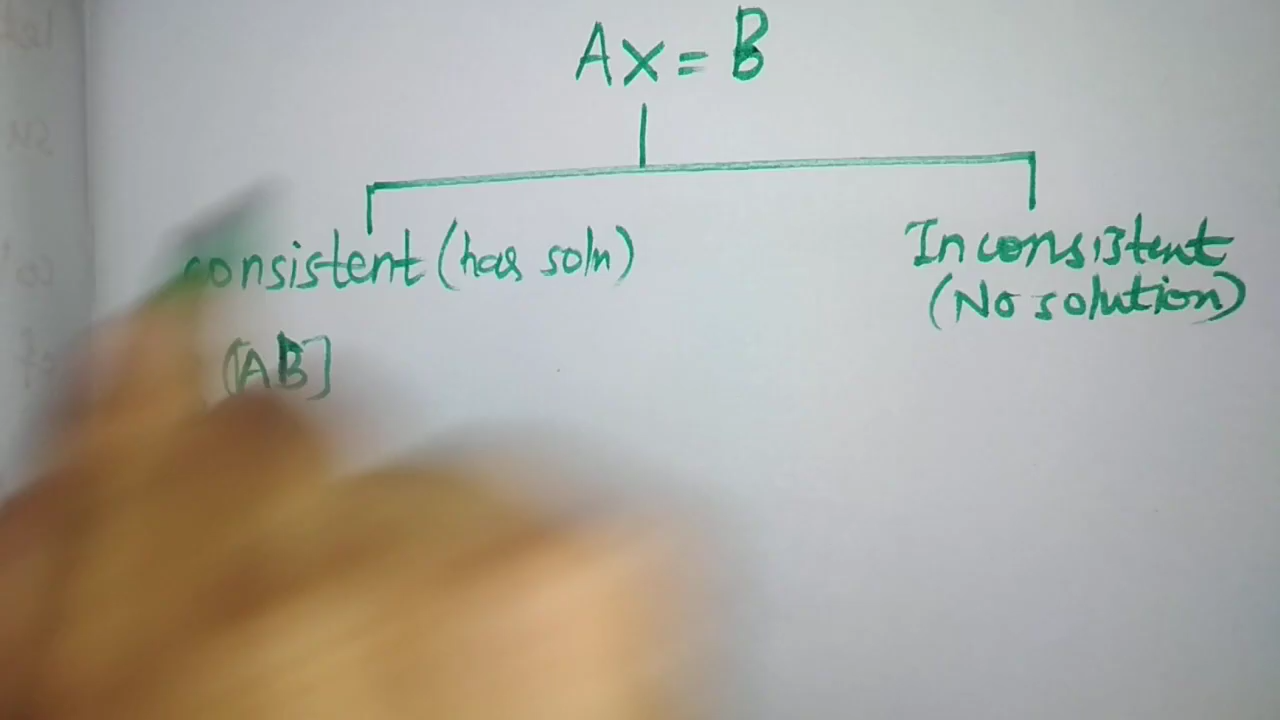 Ax = B
consistent (has soln)
Inconsistent
(No solution)
[AB]